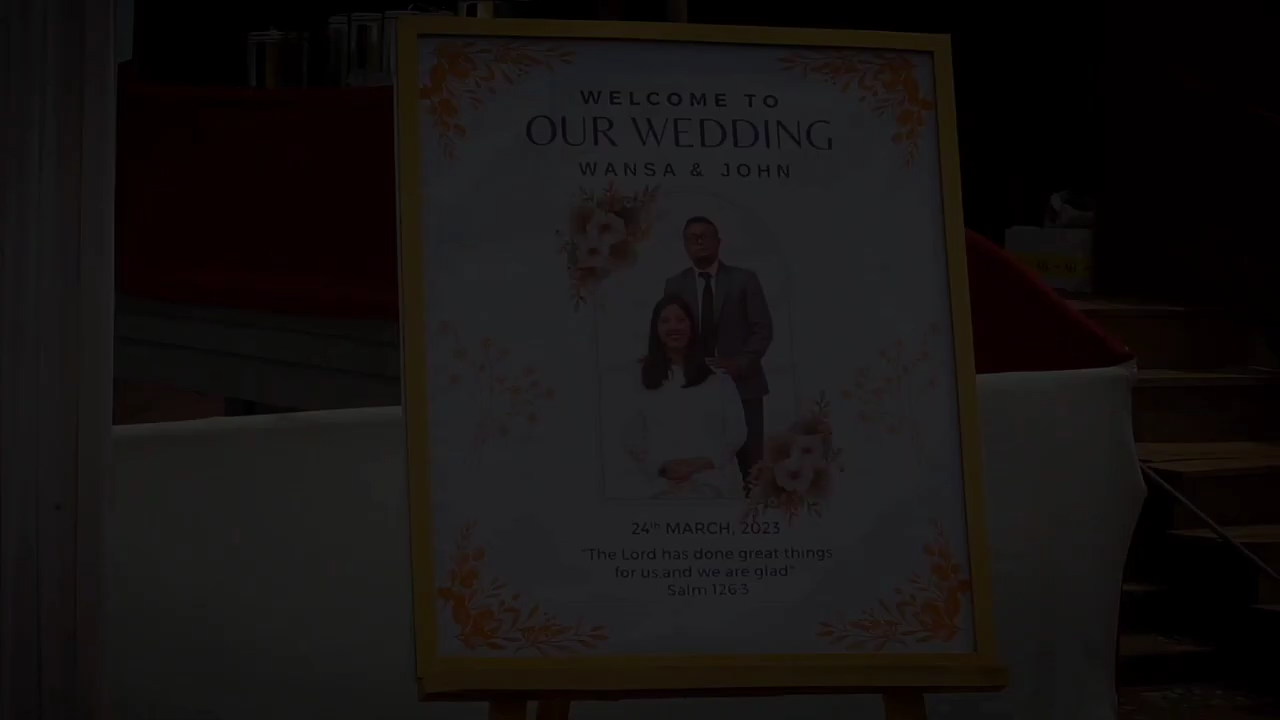 WELCOME TO
OUR WEDDING
WANSA & JOHN
24th MARCH, 2023
"The Lord has done great things
for us,and we are glad"
Salm 126:3